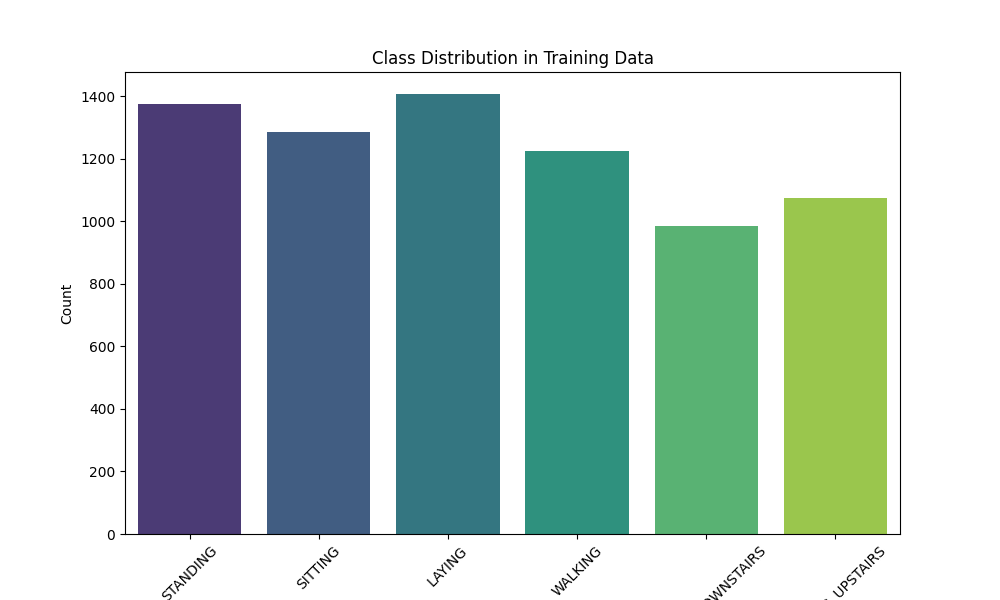 Class Distribution in Training Data
Count
1400
1200
1000
800
600
400
200
0
STANDING
SITTING
LAYING
WALKING
UPSTAIRS